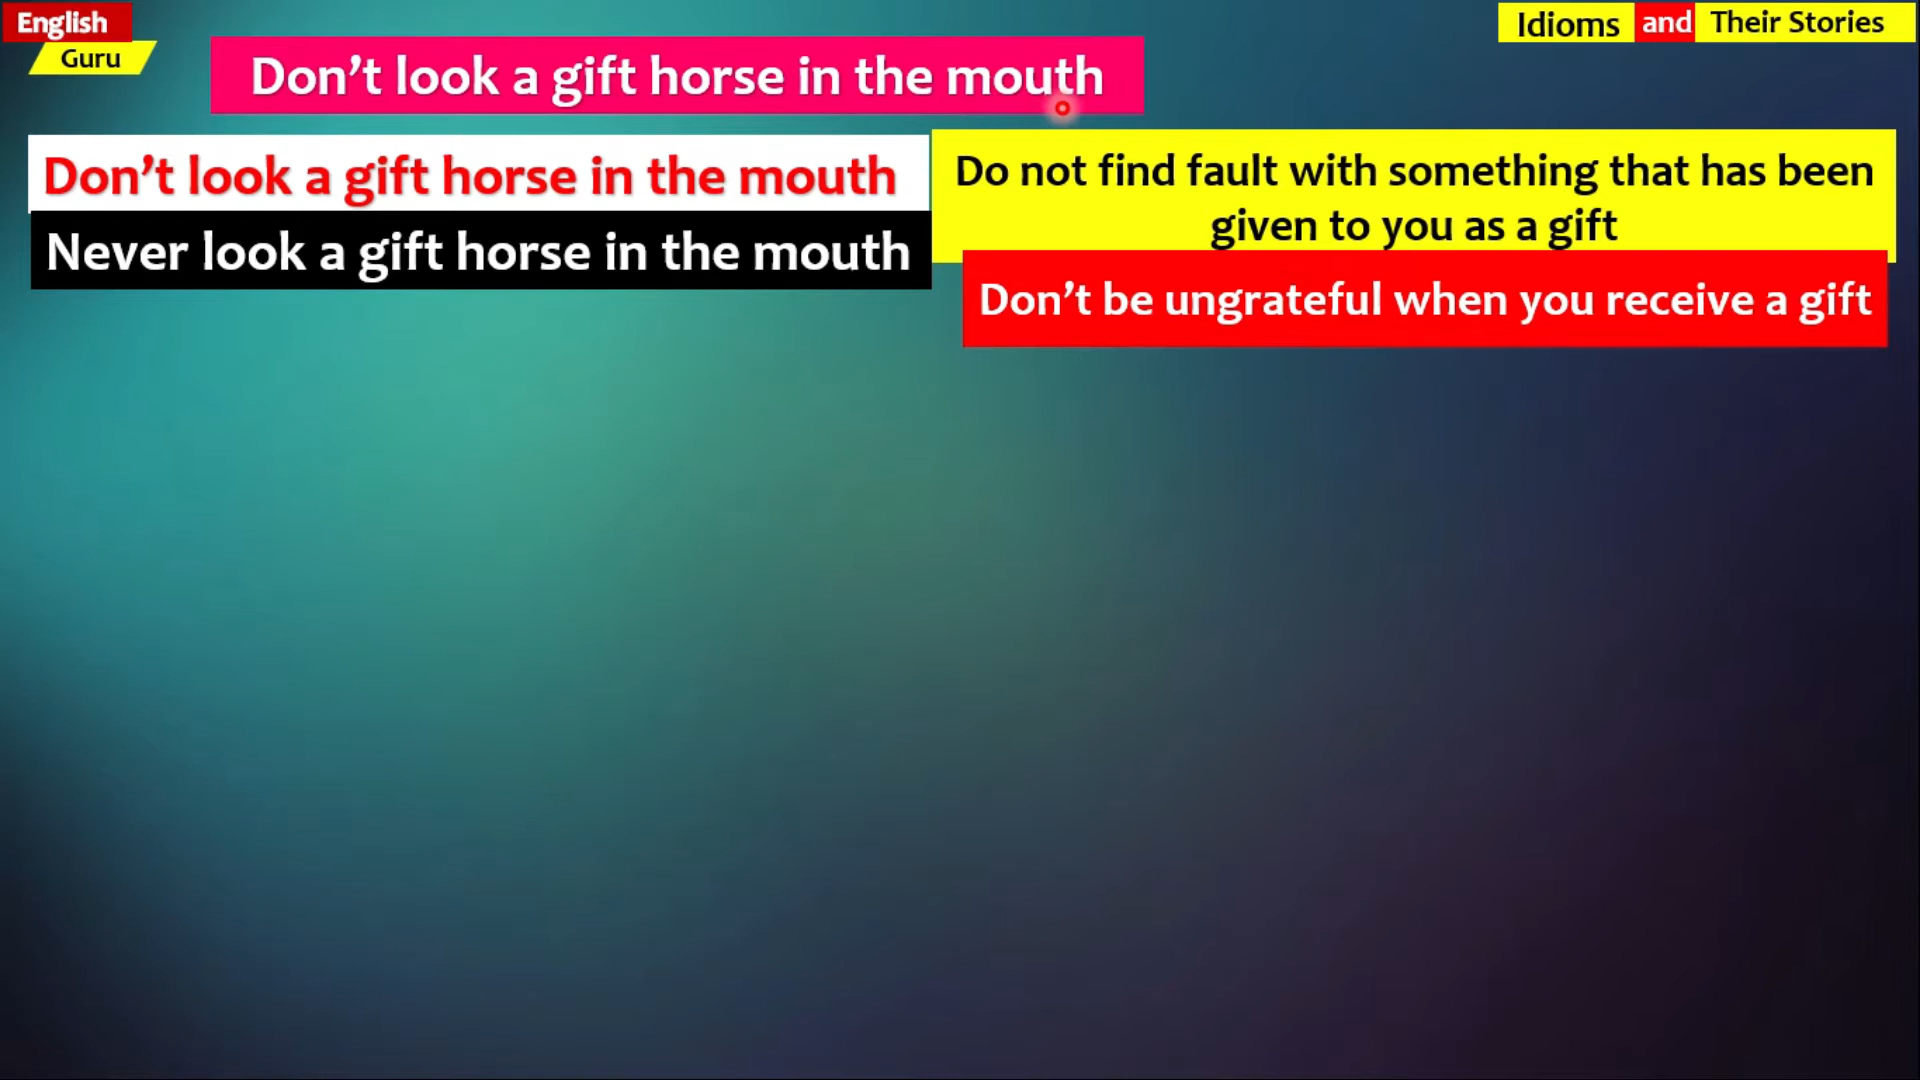 English
Guru
Idioms and Their Stories
Don't look a gift horse in the mouth
Don't look a gift horse in the mouth
Never look a gift horse in the mouth
Do not find fault with something that has been
given to you as a gift
Don't be ungrateful when you receive a gift